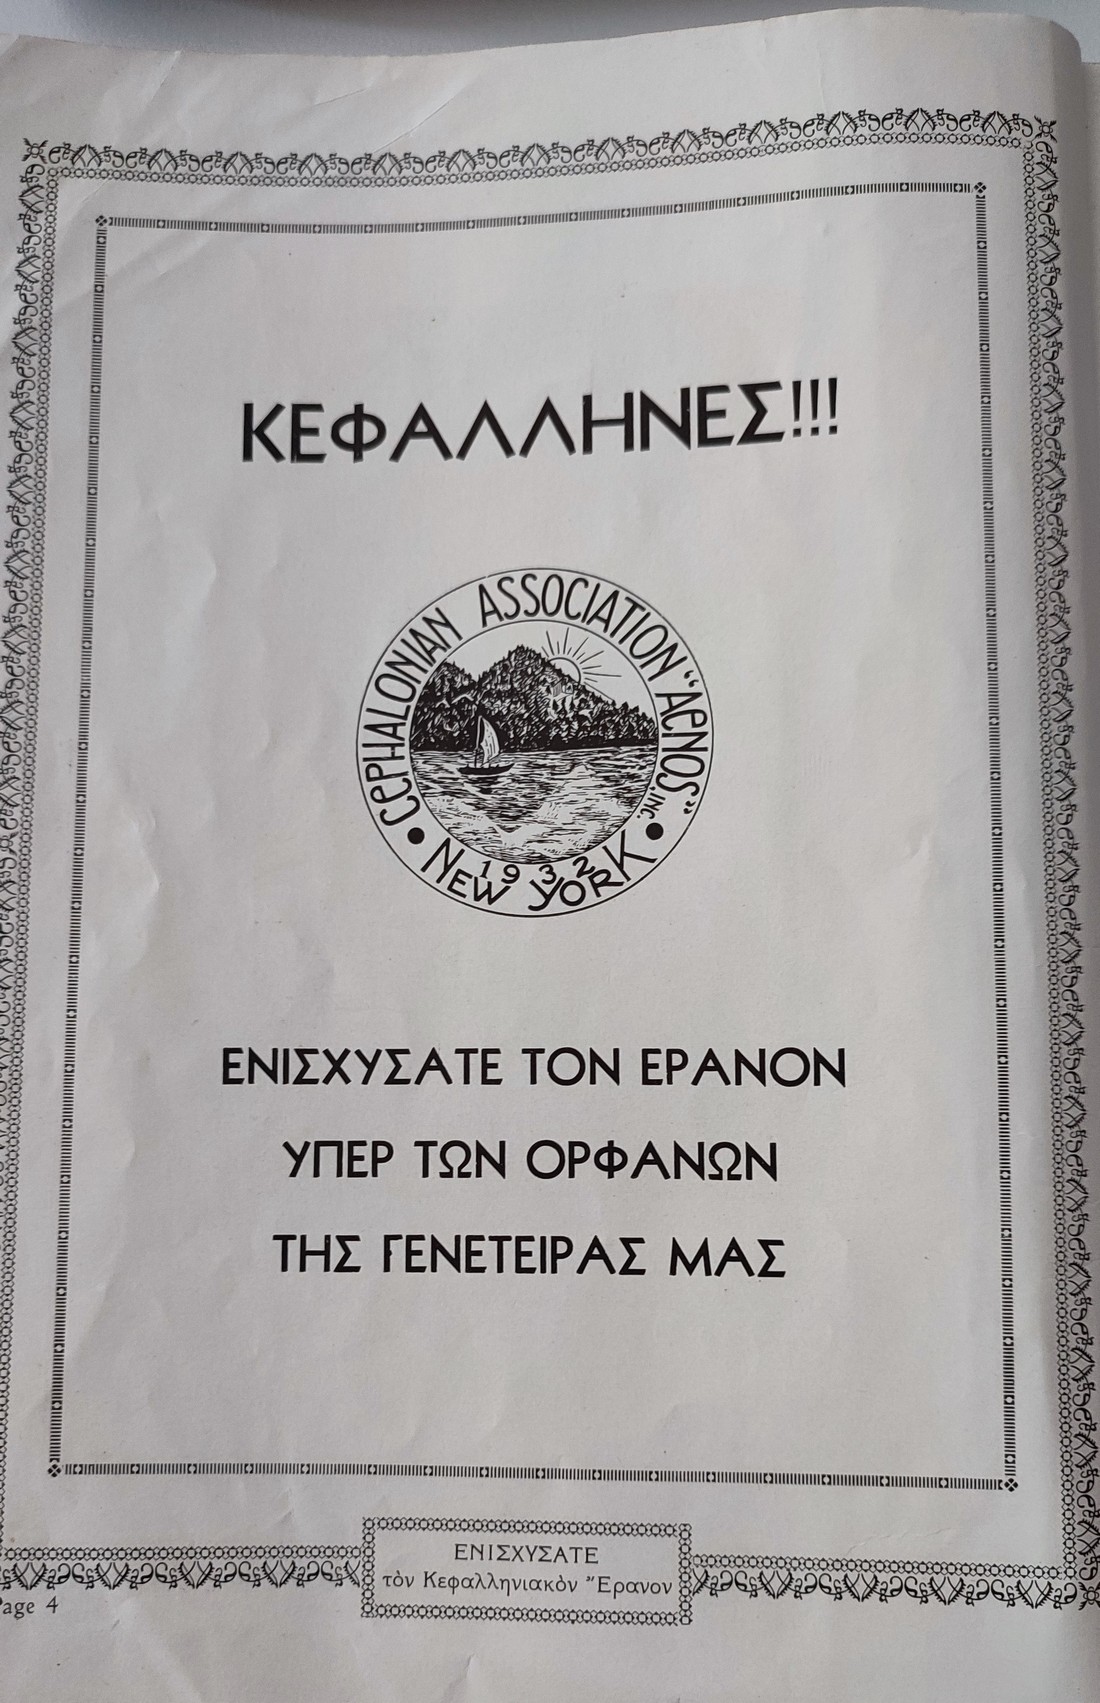 ΚΕΦΑΛΛΗΝΕΣ!!!
CEPHALONIAN ASSOCIATION "AENOS", INC.
1932
• NEW YORK •
ΕΝΙΣΧΥΣΑΤΕ ΤΟΝ ΕΡΑΝΟΝ
ΥΠΕΡ ΤΩΝ ΟΡΦΑΝΩΝ
ΤΗΣ ΓΕΝΕΤΕΙΡΑΣ ΜΑΣ
ΕΝΙΣΧΥΣΑΤΕ
τὸν Κεφαλληνιακὸν Ἔρανον
Page 4